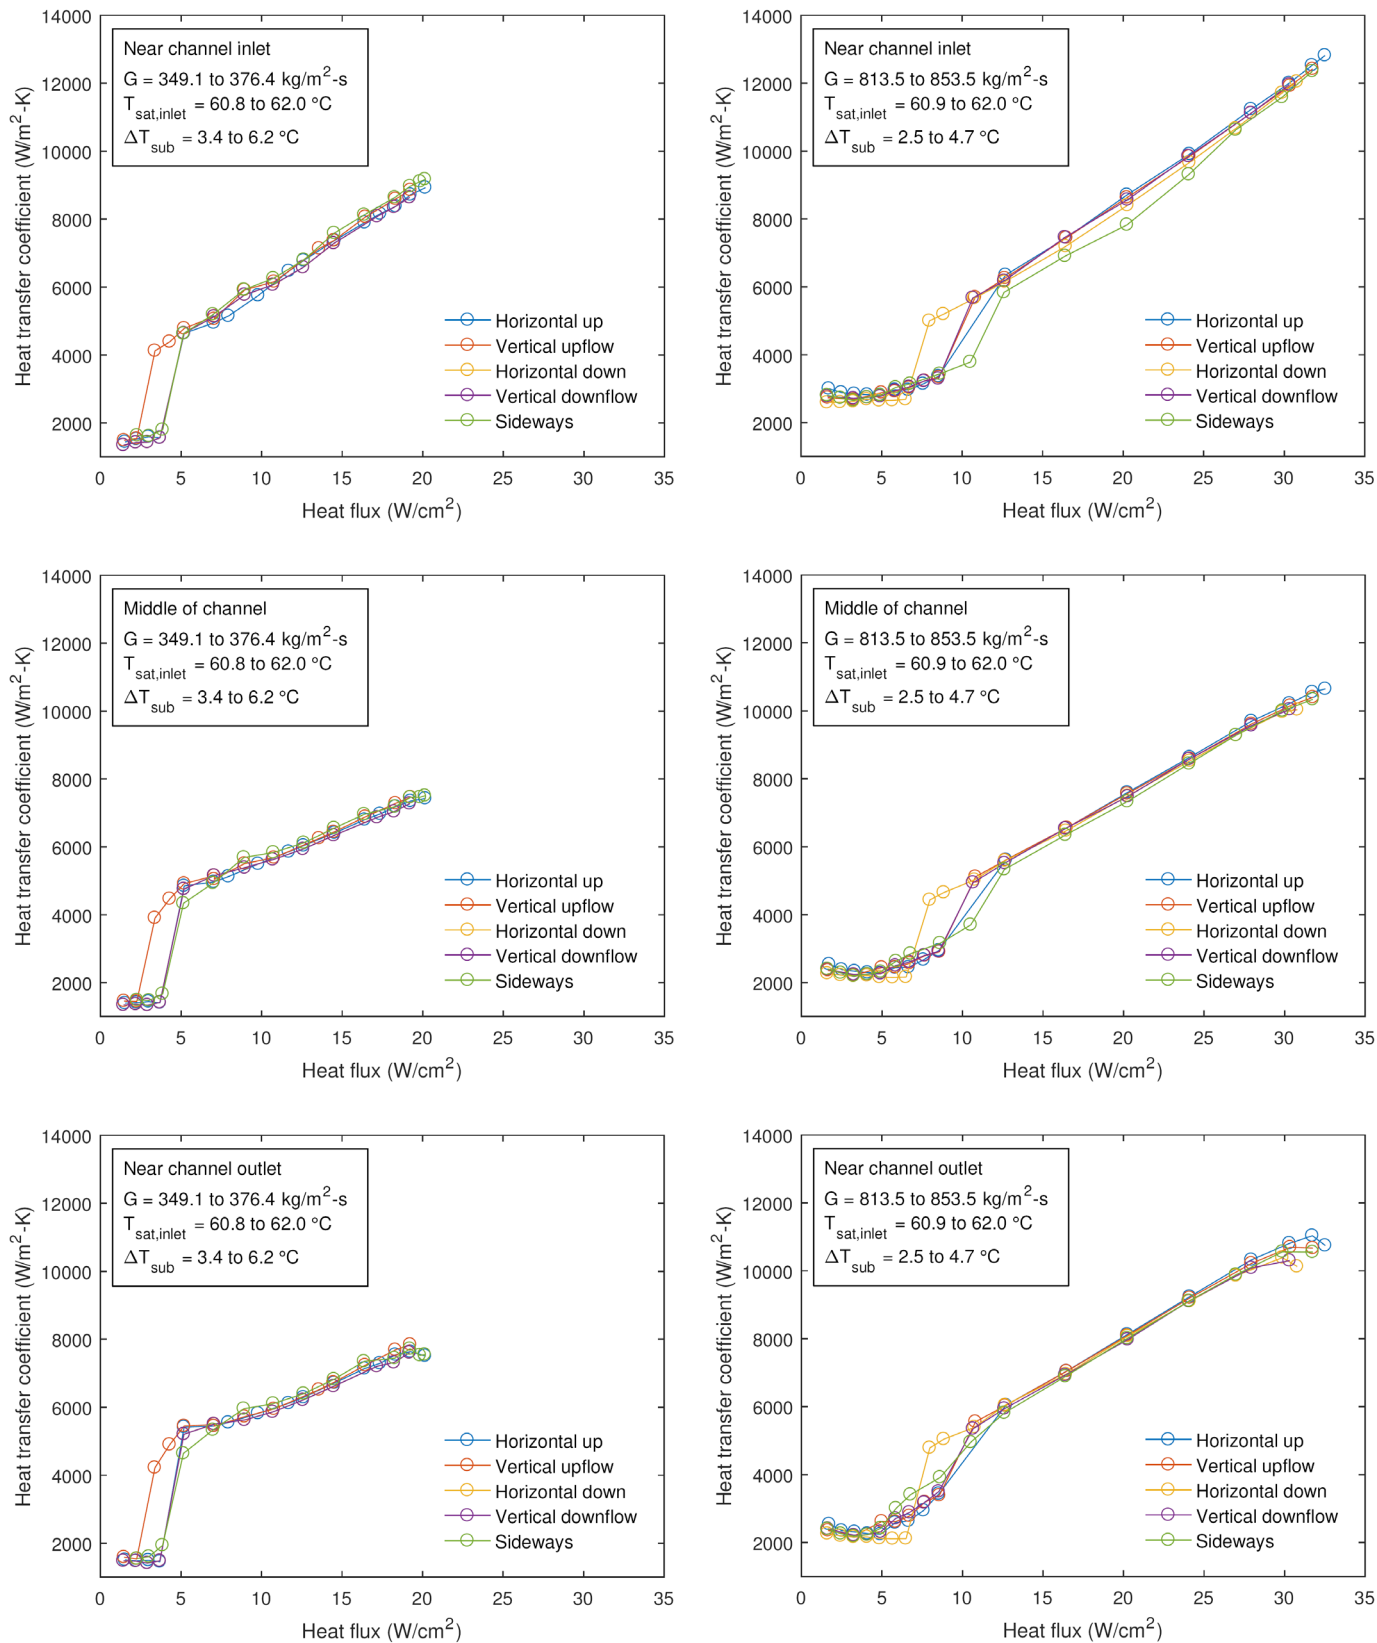 Near channel inlet
G = 349.1 to 376.4 kg/m²-s
T_sat,inlet = 60.8 to 62.0 °C
ΔT_sub = 3.4 to 6.2 °C
14000
12000
10000
8000
6000
4000
2000
Heat transfer coefficient (W/m²-K)
Horizontal up
Vertical upflow
Horizontal down
Vertical downflow
Sideways
0 5 10 15 20 25 30 35
Heat flux (W/cm²)
Near channel inlet
G = 813.5 to 853.5 kg/m²-s
T_sat,inlet = 60.9 to 62.0 °C
ΔT_sub = 2.5 to 4.7 °C
14000
12000
10000
8000
6000
4000
2000
Heat transfer coefficient (W/m²-K)
Horizontal up
Vertical upflow
Horizontal down
Vertical downflow
Sideways
0 5 10 15 20 25 30 35
Heat flux (W/cm²)
Middle of channel
G = 349.1 to 376.4 kg/m²-s
T_sat,inlet = 60.8 to 62.0 °C
ΔT_sub = 3.4 to 6.2 °C
14000
12000
10000
8000
6000
4000
2000
Heat transfer coefficient (W/m²-K)
Horizontal up
Vertical upflow
Horizontal down
Vertical downflow
Sideways
0 5 10 15 20 25 30 35
Heat flux (W/cm²)
Middle of channel
G = 813.5 to 853.5 kg/m²-s
T_sat,inlet = 60.9 to 62.0 °C
ΔT_sub = 2.5 to 4.7 °C
14000
12000
10000
8000
6000
4000
2000
Heat transfer coefficient (W/m²-K)
Horizontal up
Vertical upflow
Horizontal down
Vertical downflow
Sideways
0 5 10 15 20 25 30 35
Heat flux (W/cm²)
Near channel outlet
G = 349.1 to 376.4 kg/m²-s
T_sat,inlet = 60.8 to 62.0 °C
ΔT_sub = 3.4 to 6.2 °C
14000
12000
10000
8000
6000
4000
2000
Heat transfer coefficient (W/m²-K)
Horizontal up
Vertical upflow
Horizontal down
Vertical downflow
Sideways
0 5 10 15 20 25 30 35
Heat flux (W/cm²)
Near channel outlet
G = 813.5 to 853.5 kg/m²-s
T_sat,inlet = 60.9 to 62.0 °C
ΔT_sub = 2.5 to 4.7 °C
14000
12000
10000
8000
6000
4000
2000
Heat transfer coefficient (W/m²-K)
Horizontal up
Vertical upflow
Horizontal down
Vertical downflow
Sideways
0 5 10 15 20 25 30 35
Heat flux (W/cm²)